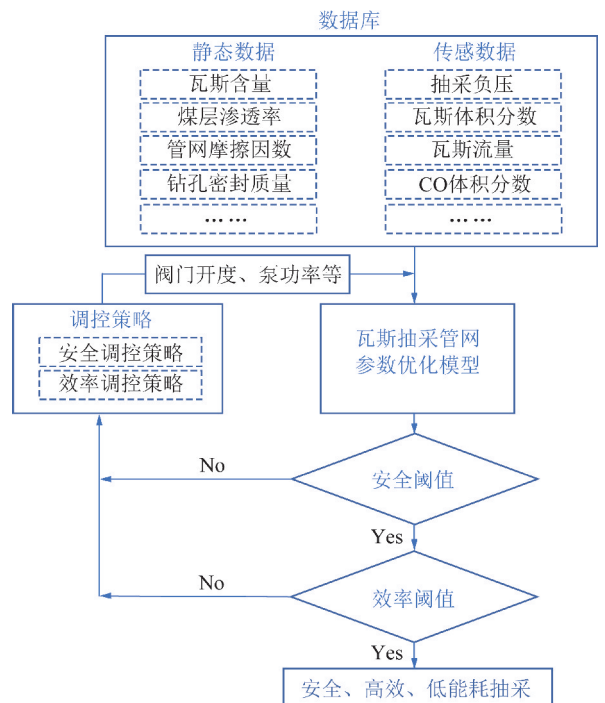 数据库
静态数据
瓦斯含量
煤层渗透率
管网摩擦因数
钻孔密封质量
……
传感数据
抽采负压
瓦斯体积分数
瓦斯流量
CO体积分数
……
阀门开度、泵功率等
调控策略
安全调控策略
效率调控策略
瓦斯抽采管网
参数优化模型
No
安全阈值
Yes
No
效率阈值
Yes
安全、高效、低能耗抽采